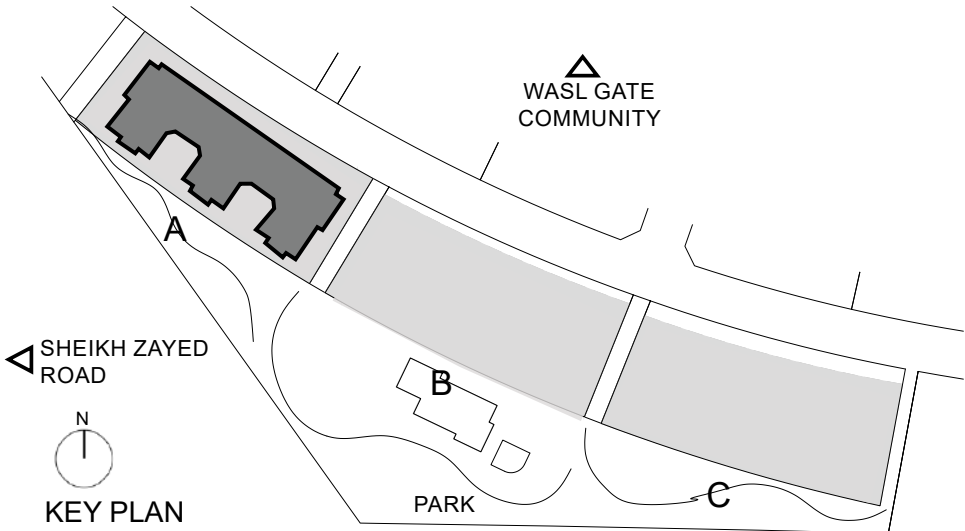 WASL GATE
COMMUNITY
A
SHEIKH ZAYED
ROAD
B
N
KEY PLAN
PARK
C